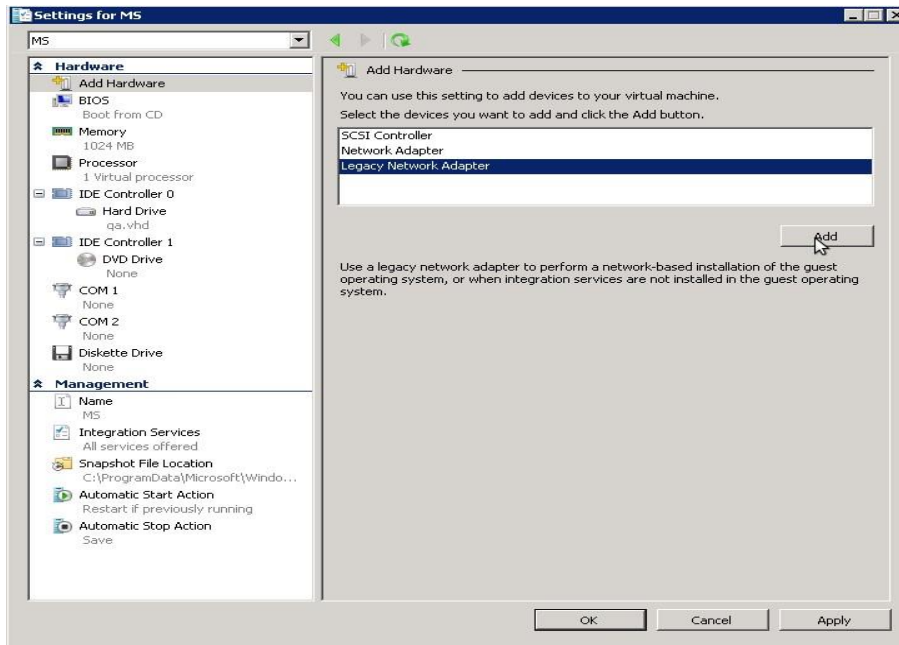 Settings for MS
MS
Hardware
Add Hardware
BIOS
Boot from CD
Memory
1024 MB
Processor
1 Virtual processor
IDE Controller 0
Hard Drive
qa.vhd
IDE Controller 1
DVD Drive
None
COM 1
None
COM 2
None
Diskette Drive
None
Management
Name
MS
Integration Services
All services offered
Snapshot File Location
C:\ProgramData\Microsoft\Windo...
Automatic Start Action
Restart if previously running
Automatic Stop Action
Save
Add Hardware
You can use this setting to add devices to your virtual machine.
Select the devices you want to add and click the Add button.
SCSI Controller
Network Adapter
Legacy Network Adapter
Add
Use a legacy network adapter to perform a network-based installation of the guest
operating system, or when integration services are not installed in the guest operating
system.
OK
Cancel
Apply